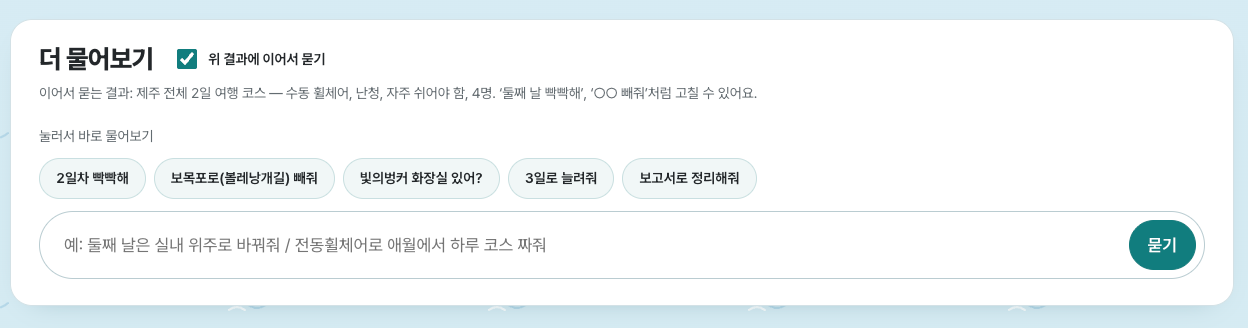 더 물어보기 위 결과에 이어서 묻기
이어서 묻는 결과: 제주 전체 2일 여행 코스 — 수동 휠체어, 난청, 자주 쉬어야 함, 4명. ‘둘째 날 빡빡해’, ‘○○ 빼줘’처럼 고칠 수 있어요.
눌러서 바로 물어보기
2일차 빡빡해 보목포로(볼레낭개길) 빼줘 빛의벙커 화장실 있어? 3일로 늘려줘 보고서로 정리해줘
예: 둘째 날은 실내 위주로 바꿔줘 / 전동휠체어로 애월에서 하루 코스 짜줘 묻기